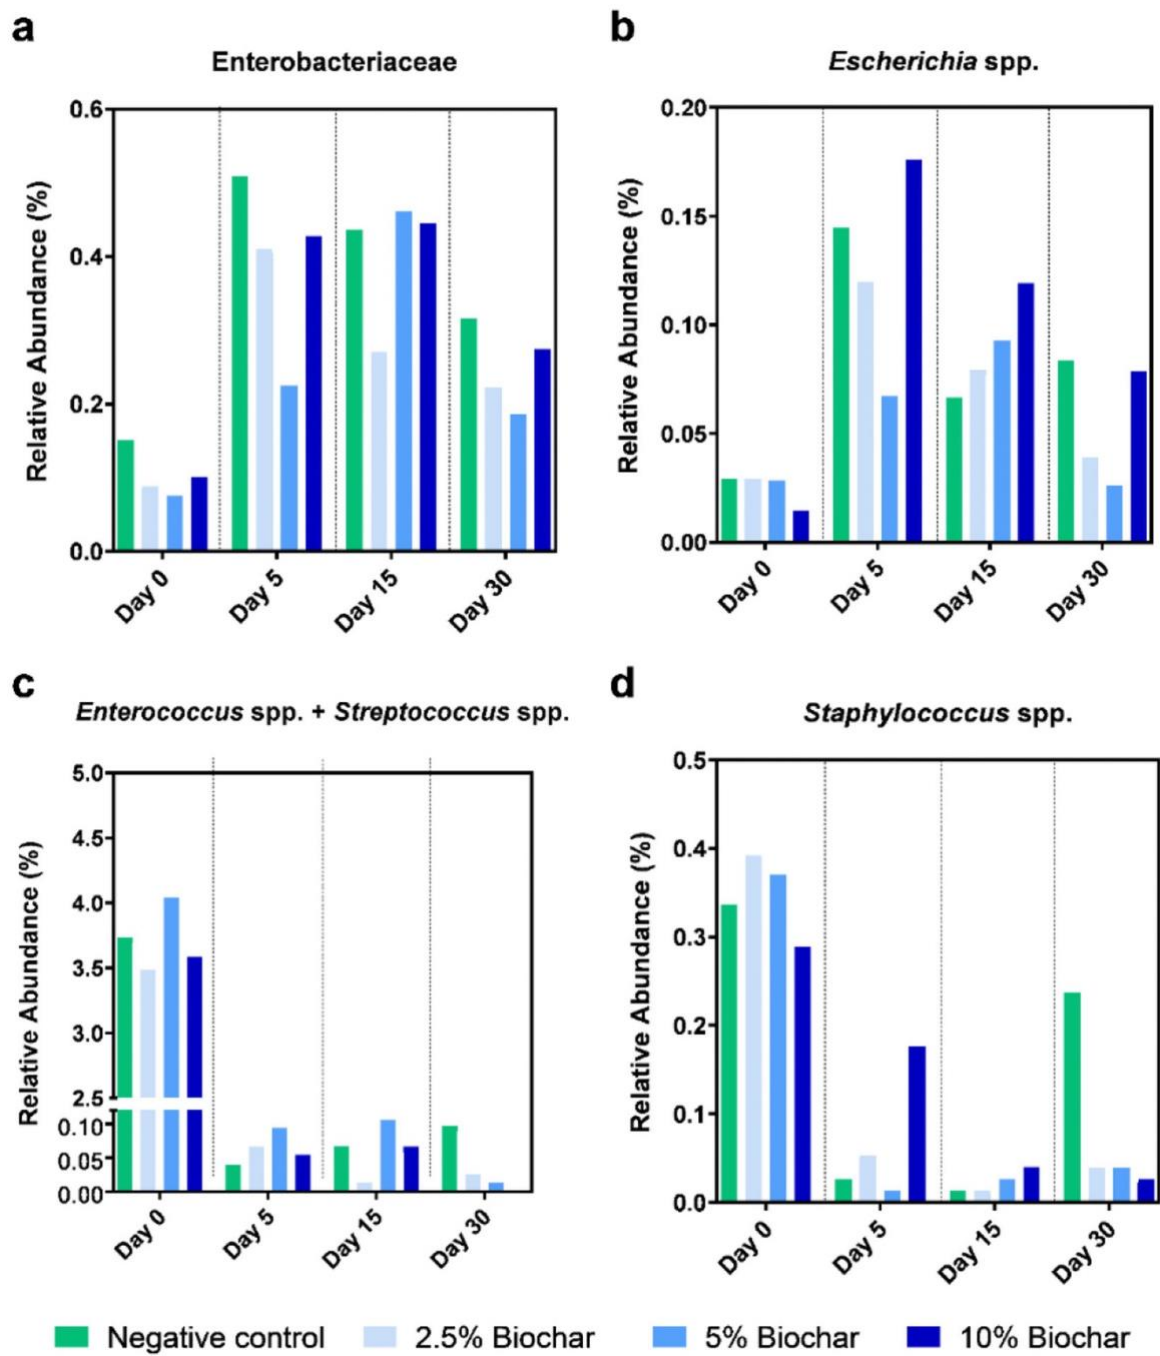 a
Enterobacteriaceae
Relative Abundance (%)
0.6
0.4
0.2
0.0
Day 0
Day 5
Day 15
Day 30
b
Escherichia spp.
Relative Abundance (%)
0.20
0.15
0.10
0.05
0.00
Day 0
Day 5
Day 15
Day 30
c
Enterococcus spp. + Streptococcus spp.
Relative Abundance (%)
5.0
4.5
4.0
3.5
3.0
2.5
0.10
0.05
0.00
Day 0
Day 5
Day 15
Day 30
d
Staphylococcus spp.
Relative Abundance (%)
0.5
0.4
0.3
0.2
0.1
0.0
Day 0
Day 5
Day 15
Day 30
Negative control 2.5% Biochar 5% Biochar 10% Biochar